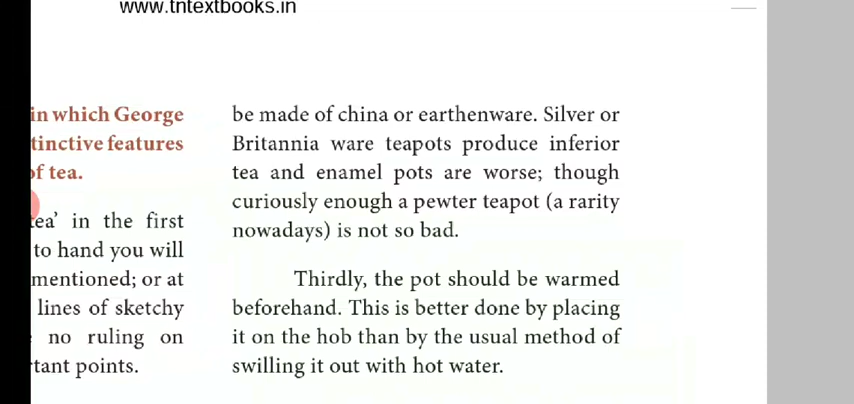 www.tntextbooks.in
in which George
features
of tea.
in the first
to hand you will
mentioned; or at
lines of sketchy
no ruling on
points.
be made of china or earthenware. Silver or
Britannia ware teapots produce inferior
tea and enamel pots are worse; though
curiously enough a pewter teapot (a rarity
nowadays) is not so bad.
Thirdly, the pot should be warmed
beforehand. This is better done by placing
it on the hob than by the usual method of
swilling it out with hot water.